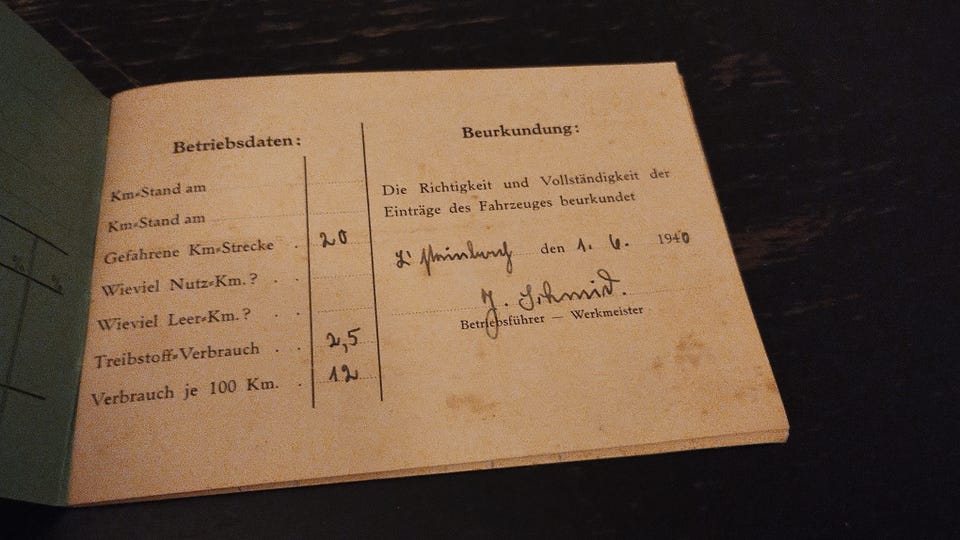 Betriebsdaten:
Km=Stand am
Km=Stand am
Gefahrene Km=Strecke . 20
Wieviel Nutz=Km.? . .
Wieviel Leer=Km.? . .
Treibstoff=Verbrauch . . 2,5
Verbrauch je 100 Km. . 12
Beurkundung:
Die Richtigkeit und Vollständigkeit der
Einträge des Fahrzeuges beurkundet
den 1. 6. 1940
J. Schmid.
Betriebsführer — Werkmeister